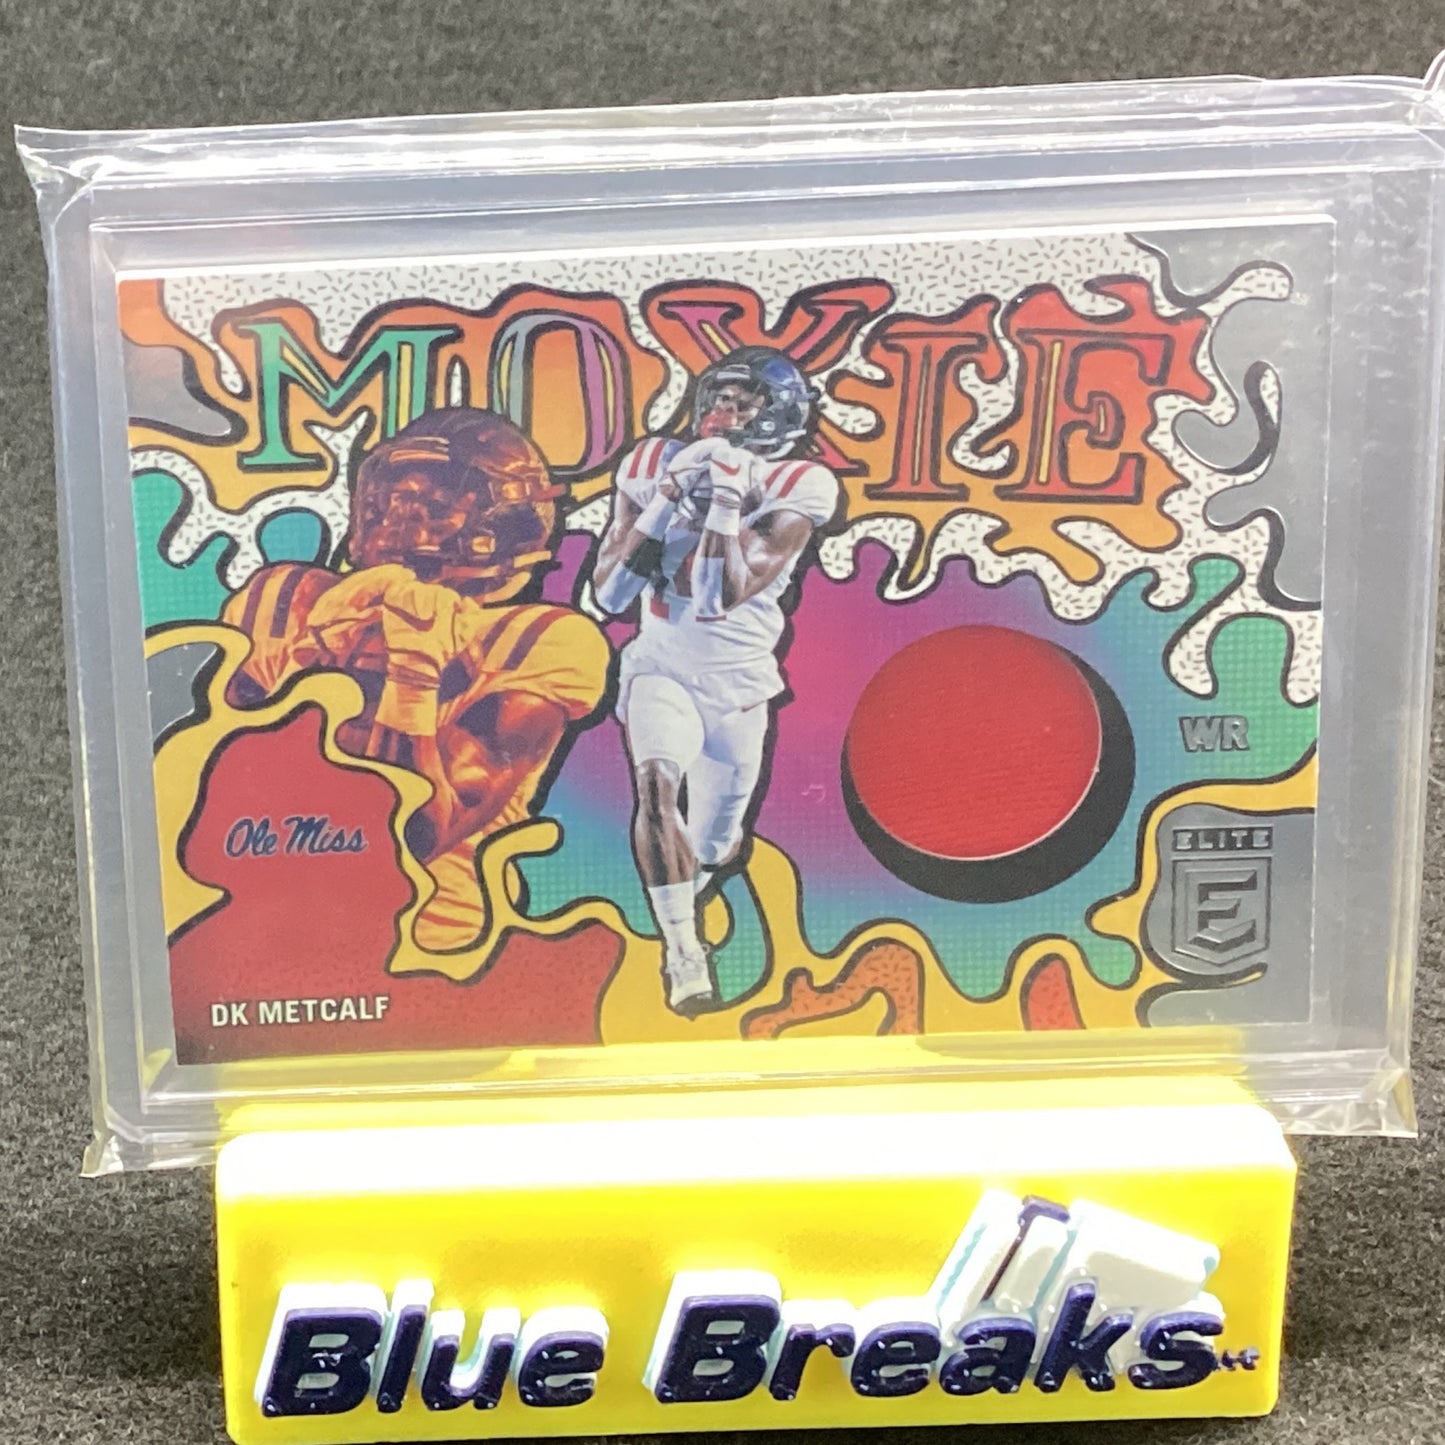 MOXIE
WR
Ole Miss
ELITE
E
DK METCALF
Blue Breaks